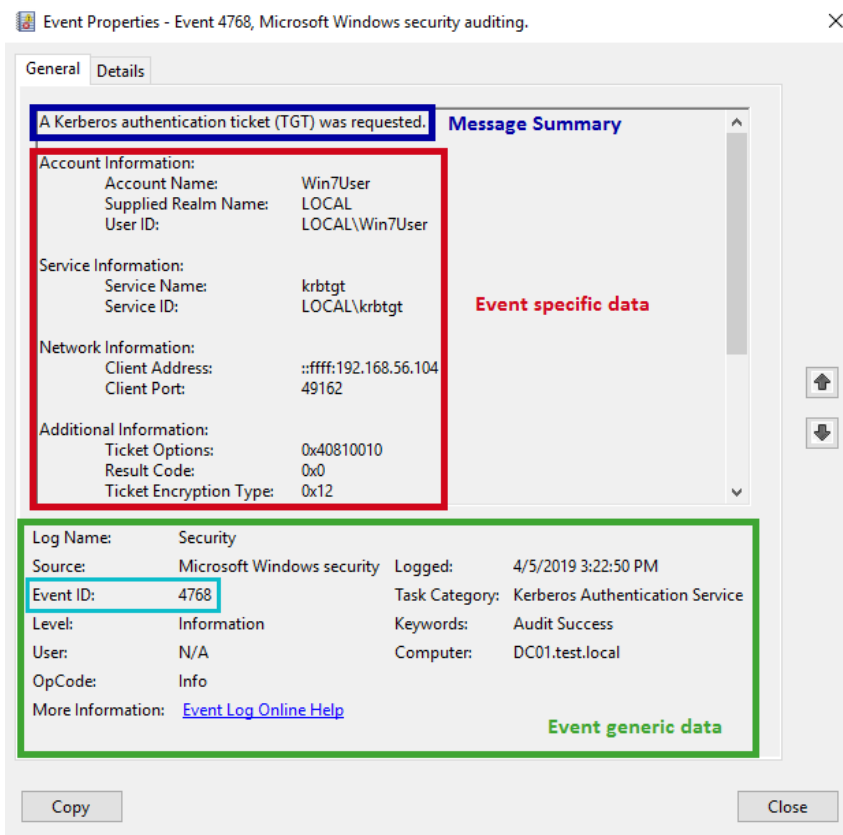 Event Properties - Event 4768, Microsoft Windows security auditing.
General Details
A Kerberos authentication ticket (TGT) was requested. Message Summary
Account Information:
Account Name: Win7User
Supplied Realm Name: LOCAL
User ID: LOCAL\Win7User
Service Information:
Service Name: krbtgt
Service ID: LOCAL\krbtgt
Event specific data
Network Information:
Client Address: ::ffff:192.168.56.104
Client Port: 49162
Additional Information:
Ticket Options: 0x40810010
Result Code: 0x0
Ticket Encryption Type: 0x12
Log Name: Security
Source: Microsoft Windows security Logged: 4/5/2019 3:22:50 PM
Event ID: 4768 Task Category: Kerberos Authentication Service
Level: Information Keywords: Audit Success
User: N/A Computer: DC01.test.local
OpCode: Info
More Information: Event Log Online Help
Event generic data
Copy Close